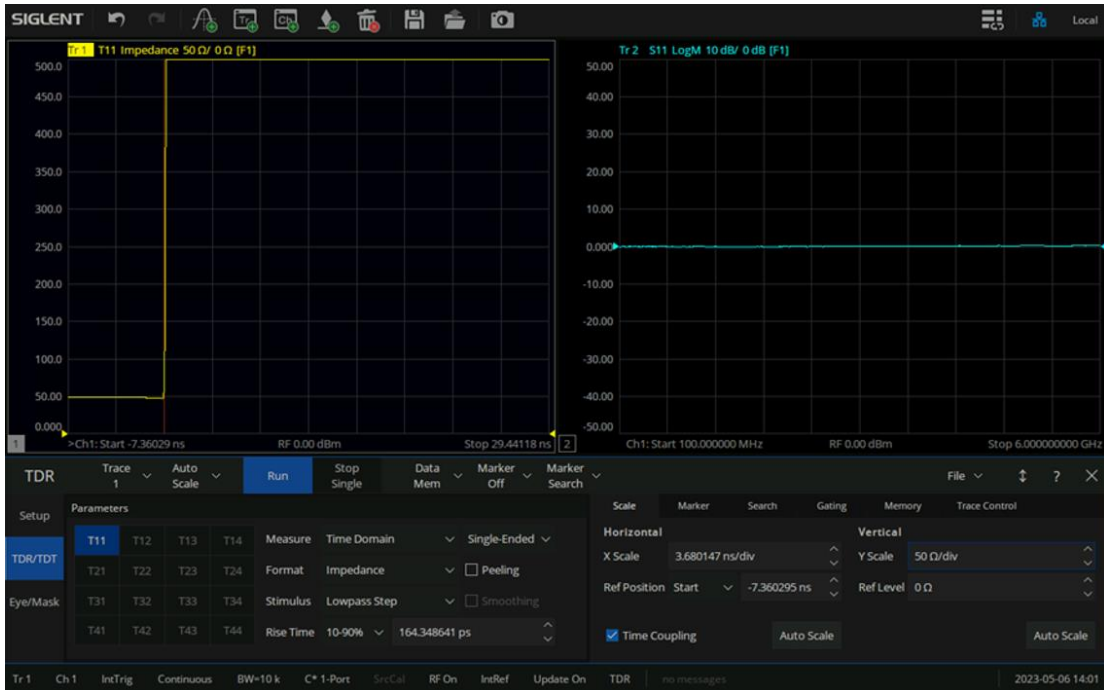 SIGLENT Tr Ch Local
Tr 1 T11 Impedance 50 Ω/ 0 Ω [F1]
500.0
450.0
400.0
350.0
300.0
250.0
200.0
150.0
100.0
50.00
0.000
1 >Ch1: Start -7.36029 ns RF 0.00 dBm Stop 29.44118 ns
Tr 2 S11 LogM 10 dB/ 0 dB [F1]
50.00
40.00
30.00
20.00
10.00
0.000
-10.00
-20.00
-30.00
-40.00
-50.00
2 Ch1: Start 100.000000 MHz RF 0.00 dBm Stop 6.000000000 GHz
TDR Trace 1 Auto Scale Run Stop Single Data Mem Marker Off Marker Search File ?
Setup
TDR/TDT
Eye/Mask
Parameters
T11 T12 T13 T14
T21 T22 T23 T24
T31 T32 T33 T34
T41 T42 T43 T44
Measure Time Domain Single-Ended
Format Impedance Peeling
Stimulus Lowpass Step Smoothing
Rise Time 10-90% 164.348641 ps
Scale Marker Search Gating Memory Trace Control
Horizontal Vertical
X Scale 3.680147 ns/div Y Scale 50 Ω/div
Ref Position Start -7.360295 ns Ref Level 0 Ω
Time Coupling Auto Scale Auto Scale
Tr 1 Ch 1 IntTrig Continuous BW=10 k C* 1-Port SrcCal RF On IntRef Update On TDR no messages 2023-05-06 14:01